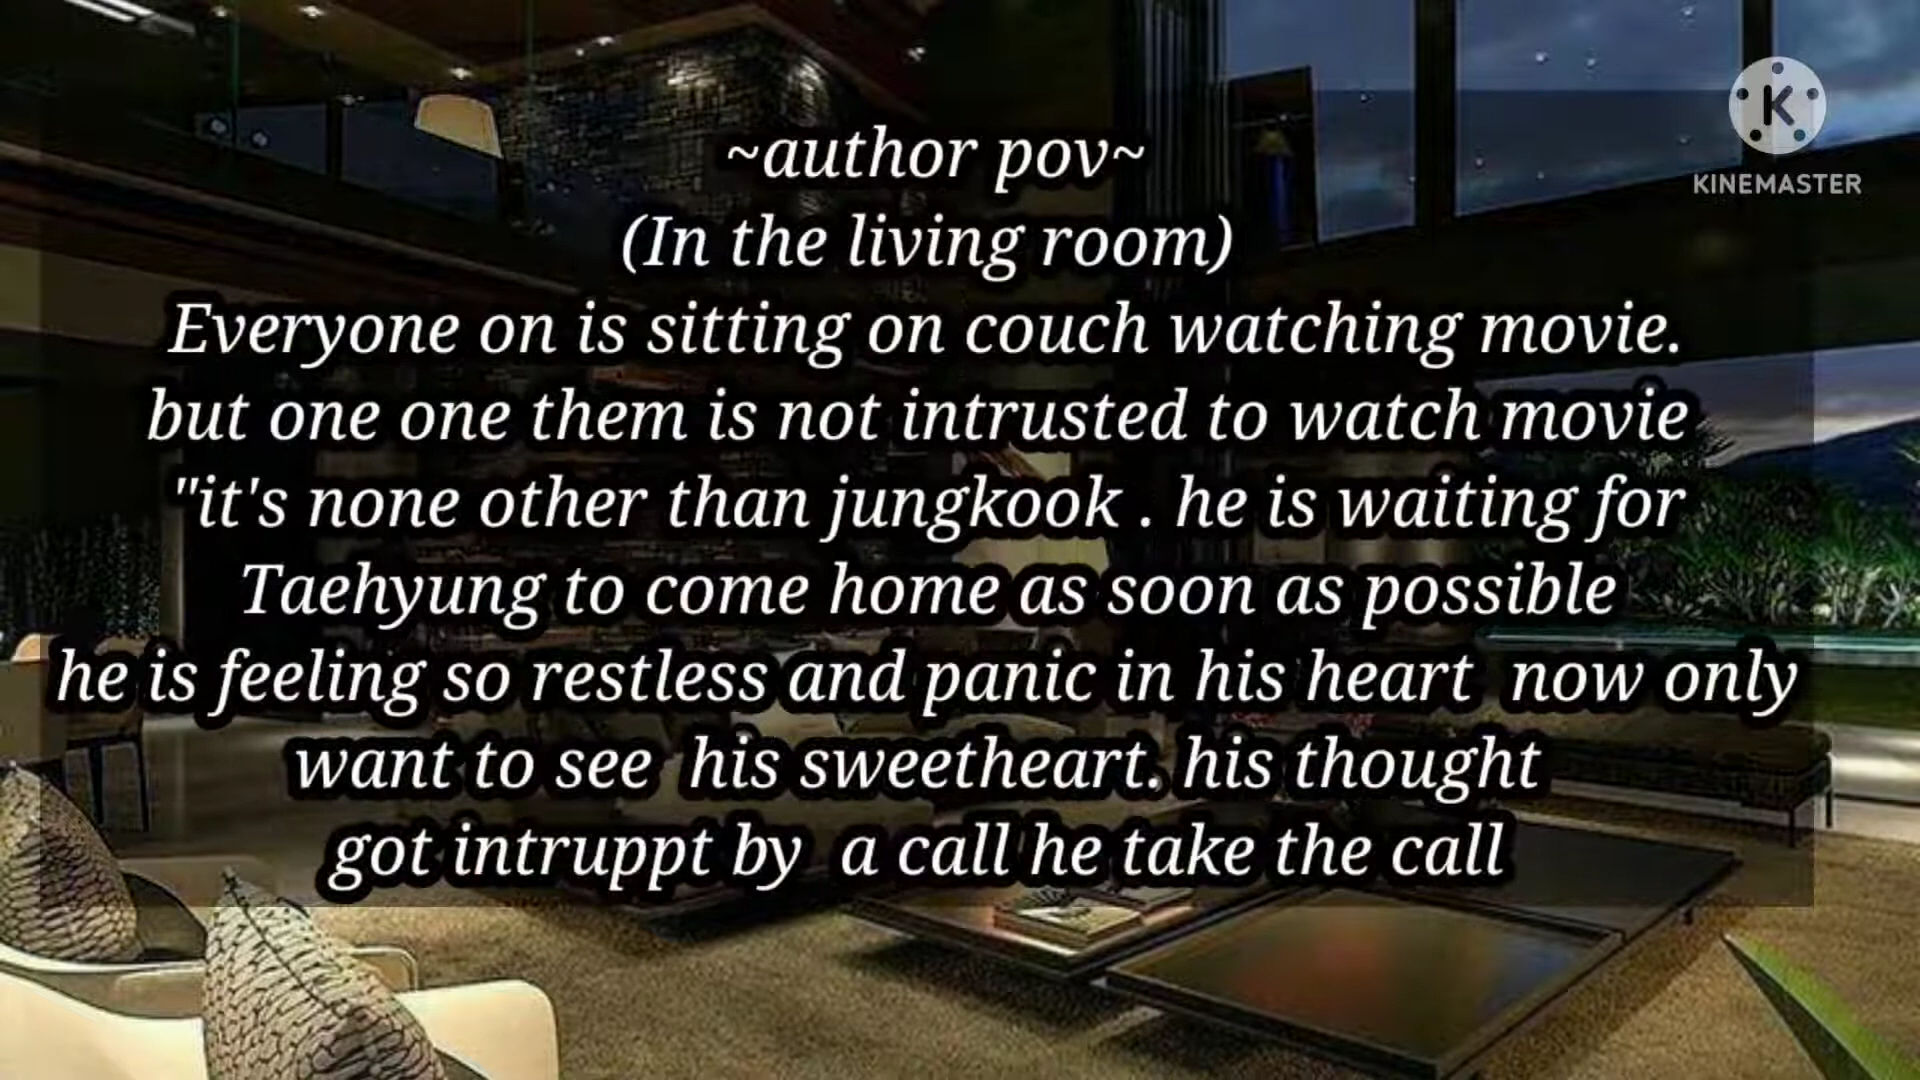 ~author pov~
(In the living room)
Everyone on is sitting on couch watching movie.
but one one them is not intrusted to watch movie
"it's none other than jungkook . he is waiting for
Taehyung to come home as soon as possible
he is feeling so restless and panic in his heart  now only
want to see  his sweetheart. his thought
got intruppt by  a call he take the call
K
KINEMASTER